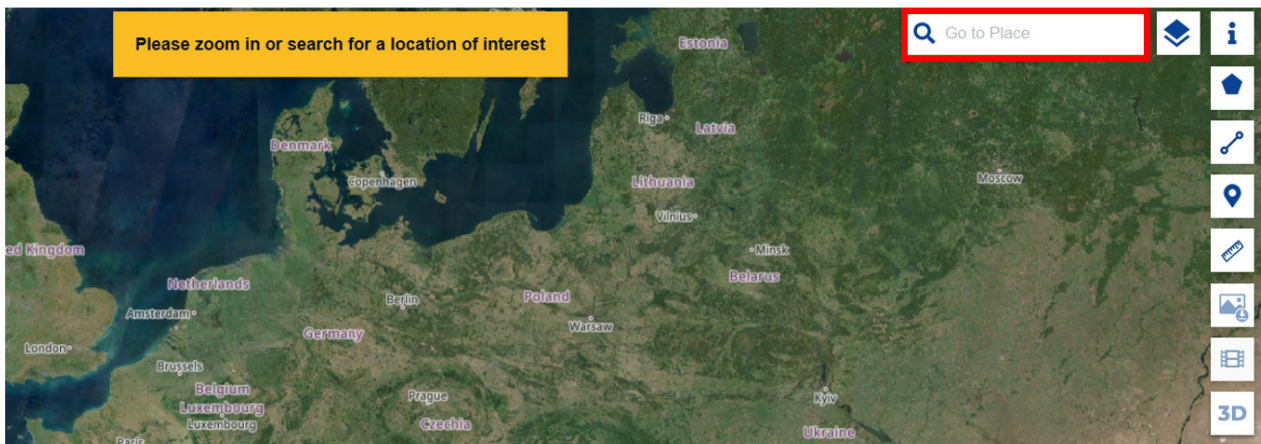 Please zoom in or search for a location of interest
Go to Place
i
Estonia
Riga
Latvia
Denmark
Copenhagen
Lithuania
Moscow
Vilnius
ed Kingdom
Minsk
Belarus
Netherlands
Berlin
Poland
Amsterdam
Warsaw
Germany
London
Brussels
Belgium
Prague
Kyiv
Luxembourg
Luxembourg
Czechia
Ukraine
Paris
3D